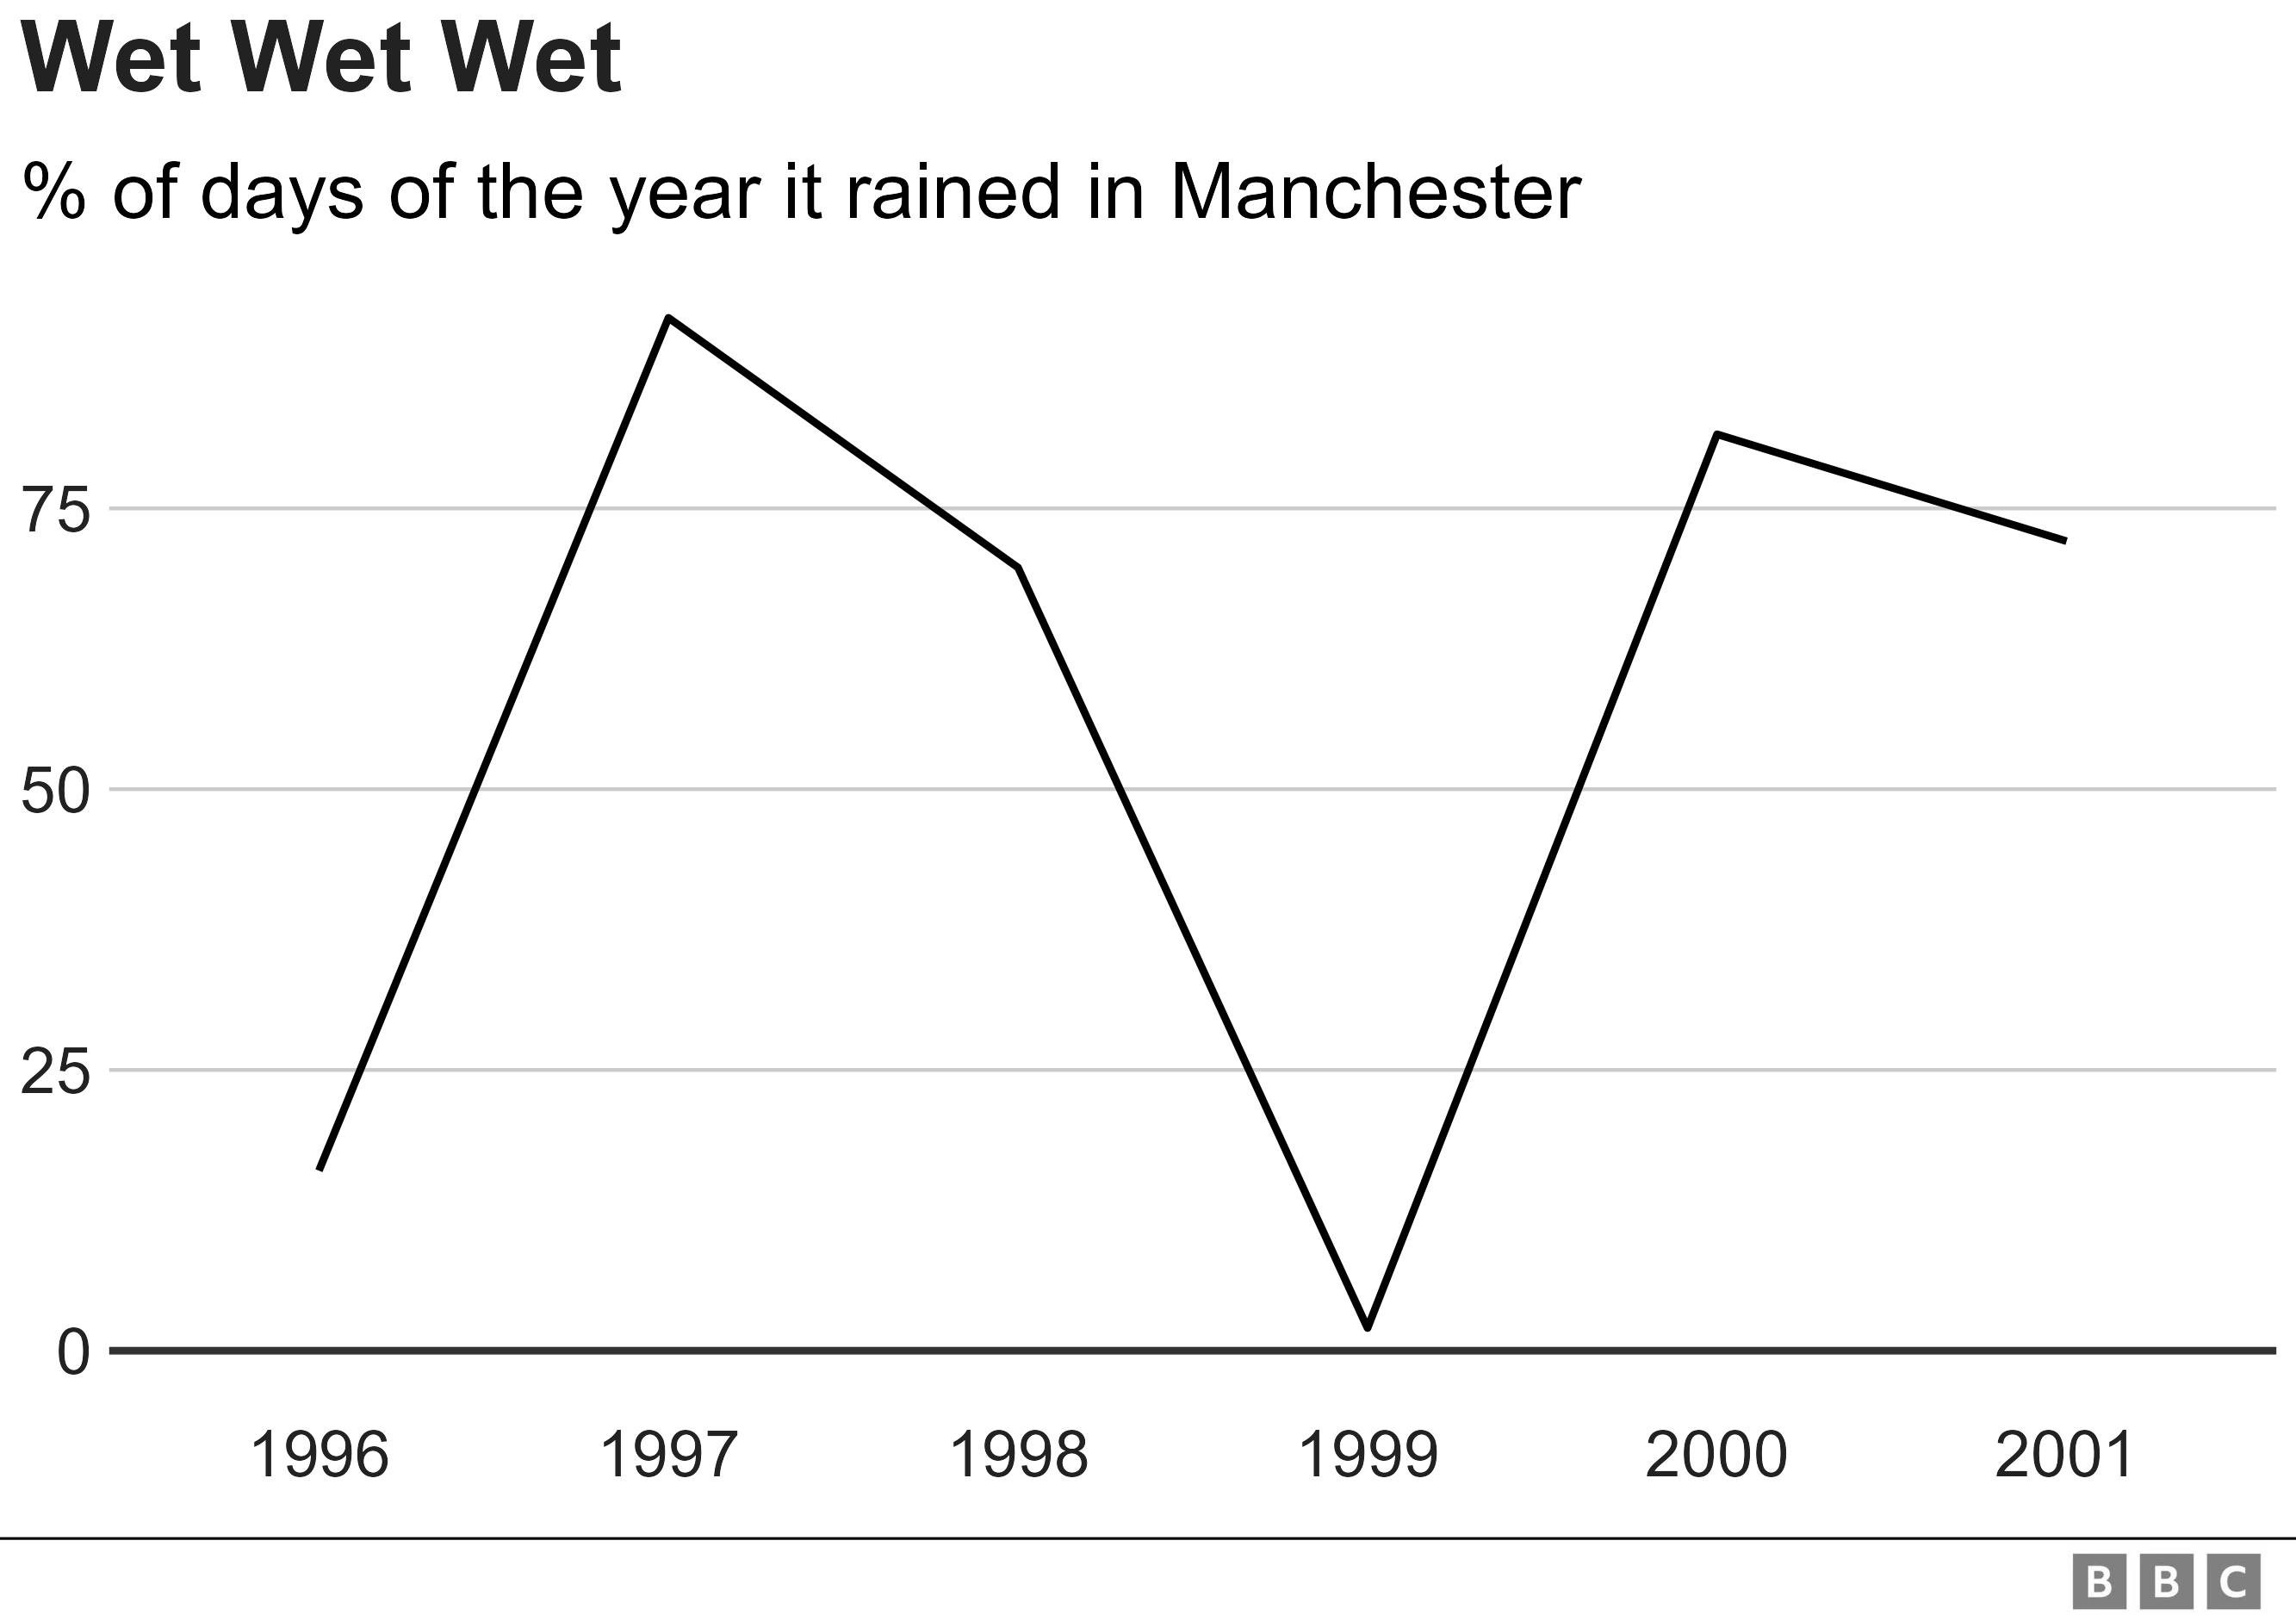 Wet Wet Wet
% of days of the year it rained in Manchester
75
50
25
0
1996 1997 1998 1999 2000 2001
BBC